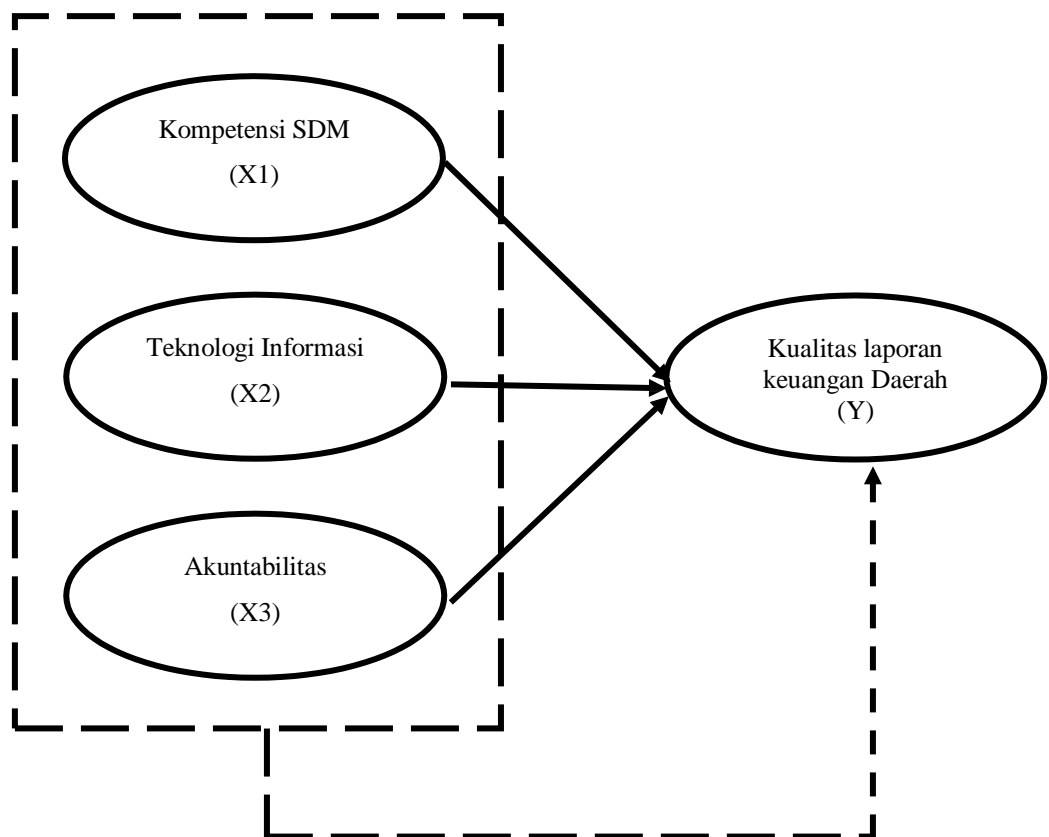 Kompetensi SDM
(X1)
Teknologi Informasi
(X2)
Akuntabilitas
(X3)
Kualitas laporan
keuangan Daerah
(Y)